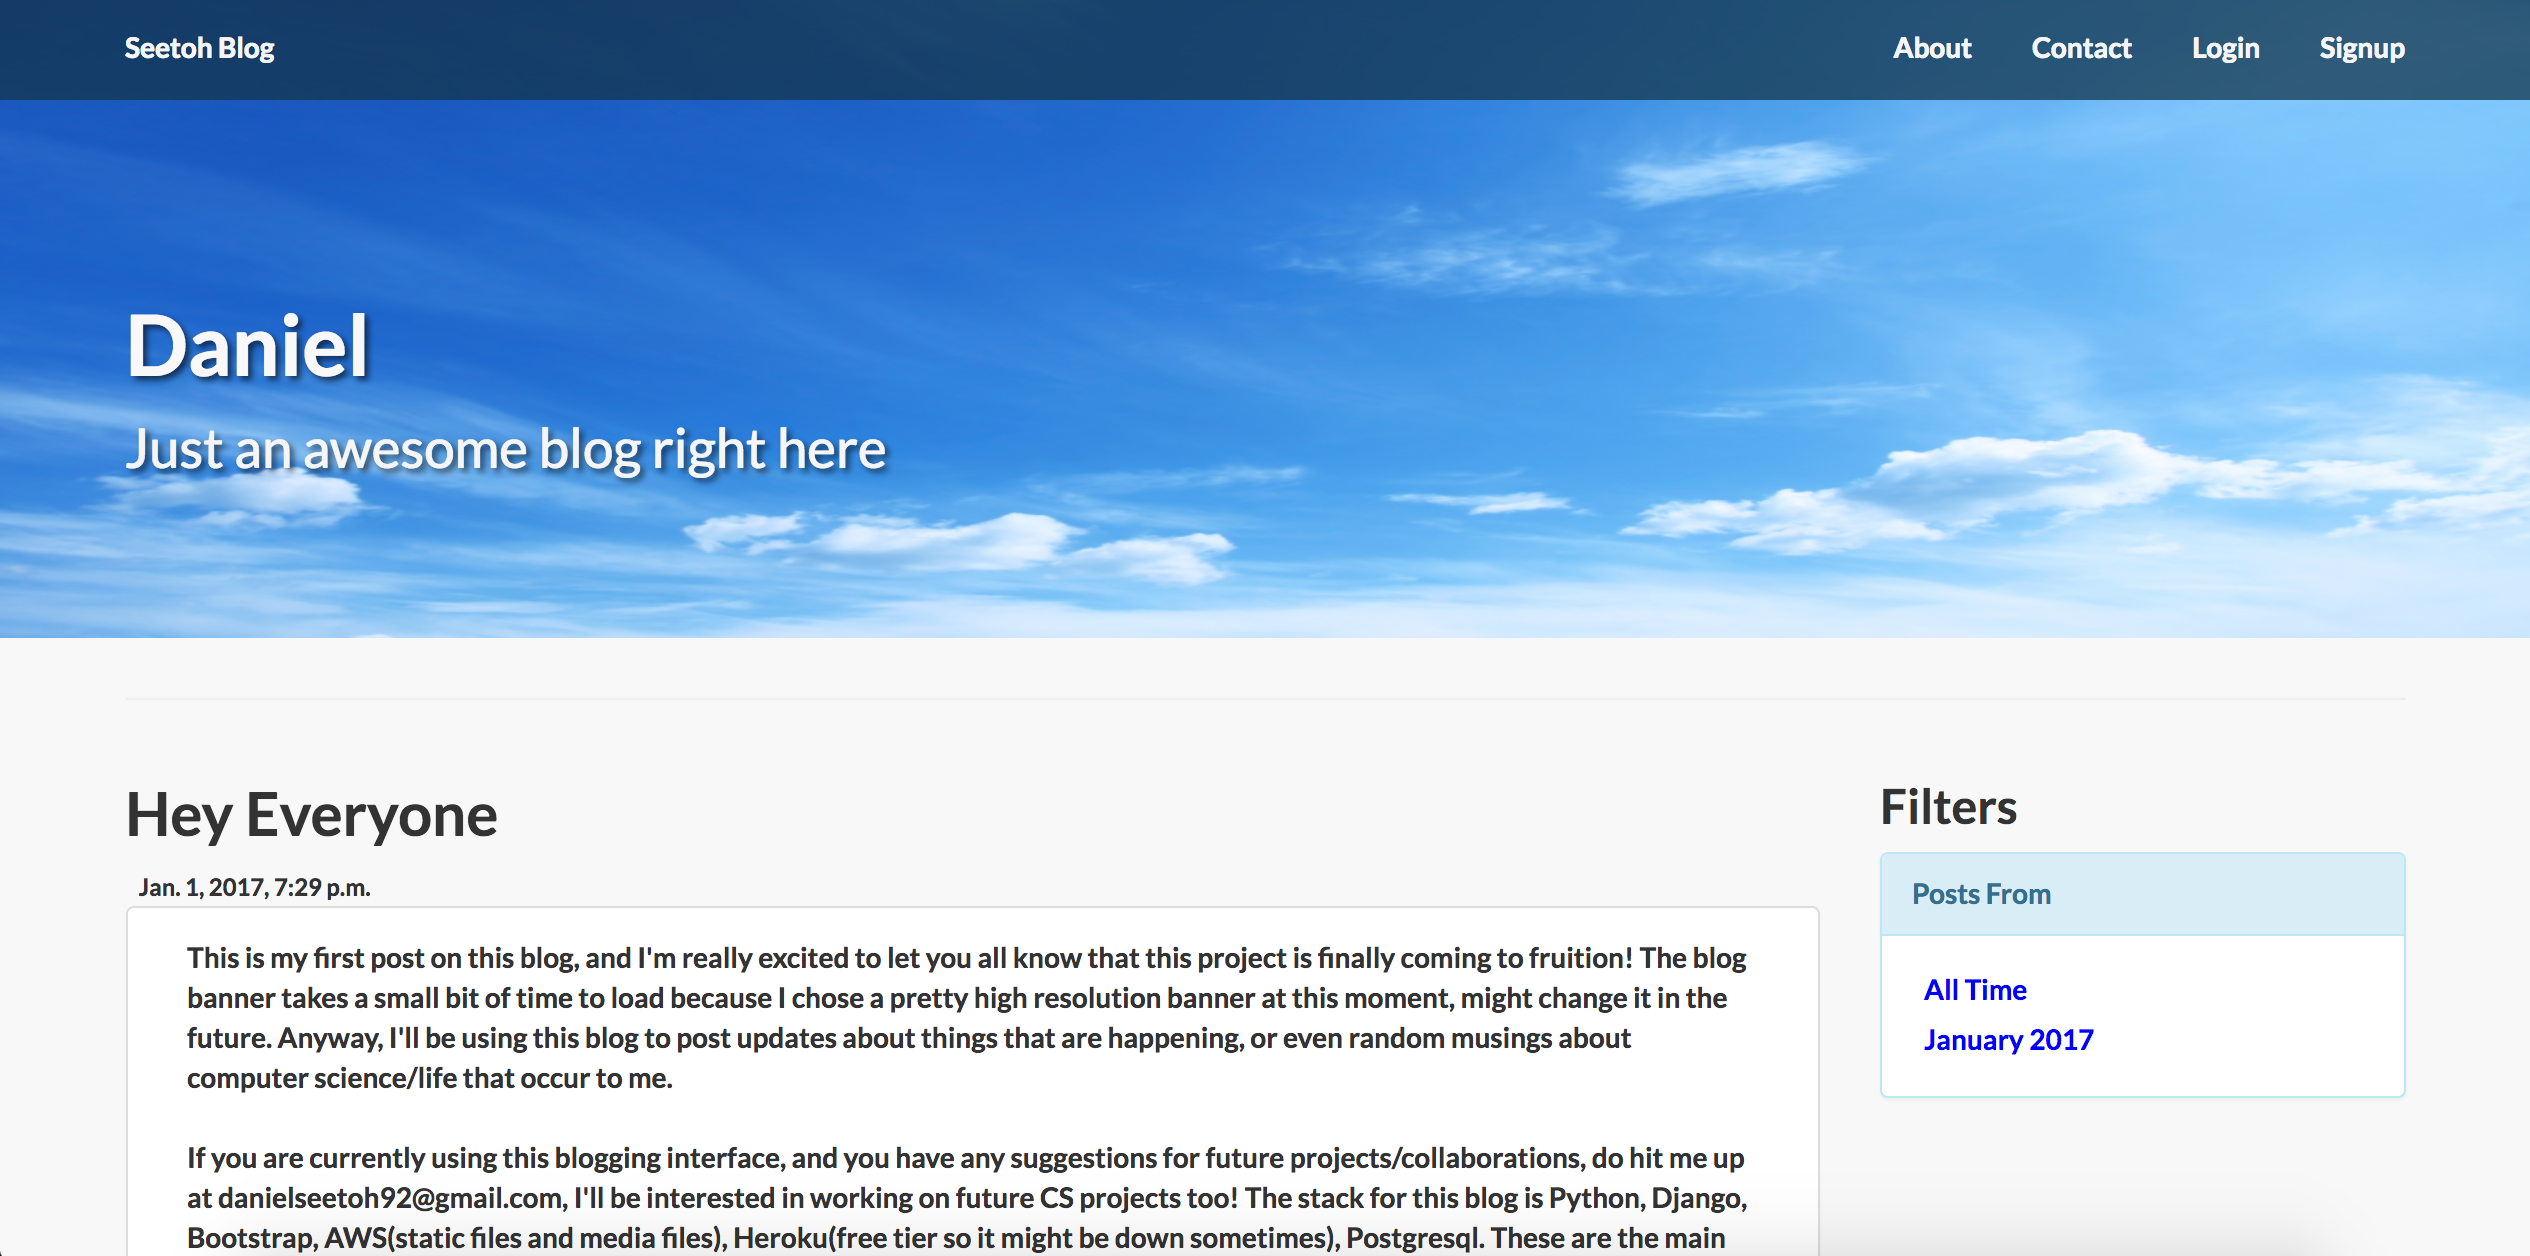 Seetoh Blog
About Contact Login Signup
Daniel
Just an awesome blog right here
Hey Everyone
Jan. 1, 2017, 7:29 p.m.
This is my first post on this blog, and I'm really excited to let you all know that this project is finally coming to fruition! The blog
banner takes a small bit of time to load because I chose a pretty high resolution banner at this moment, might change it in the
future. Anyway, I'll be using this blog to post updates about things that are happening, or even random musings about
computer science/life that occur to me.
If you are currently using this blogging interface, and you have any suggestions for future projects/collaborations, do hit me up
at danielseetoh92@gmail.com, I'll be interested in working on future CS projects too! The stack for this blog is Python, Django,
Bootstrap, AWS(static files and media files), Heroku(free tier so it might be down sometimes), Postgresql. These are the main
Filters
Posts From
All Time
January 2017